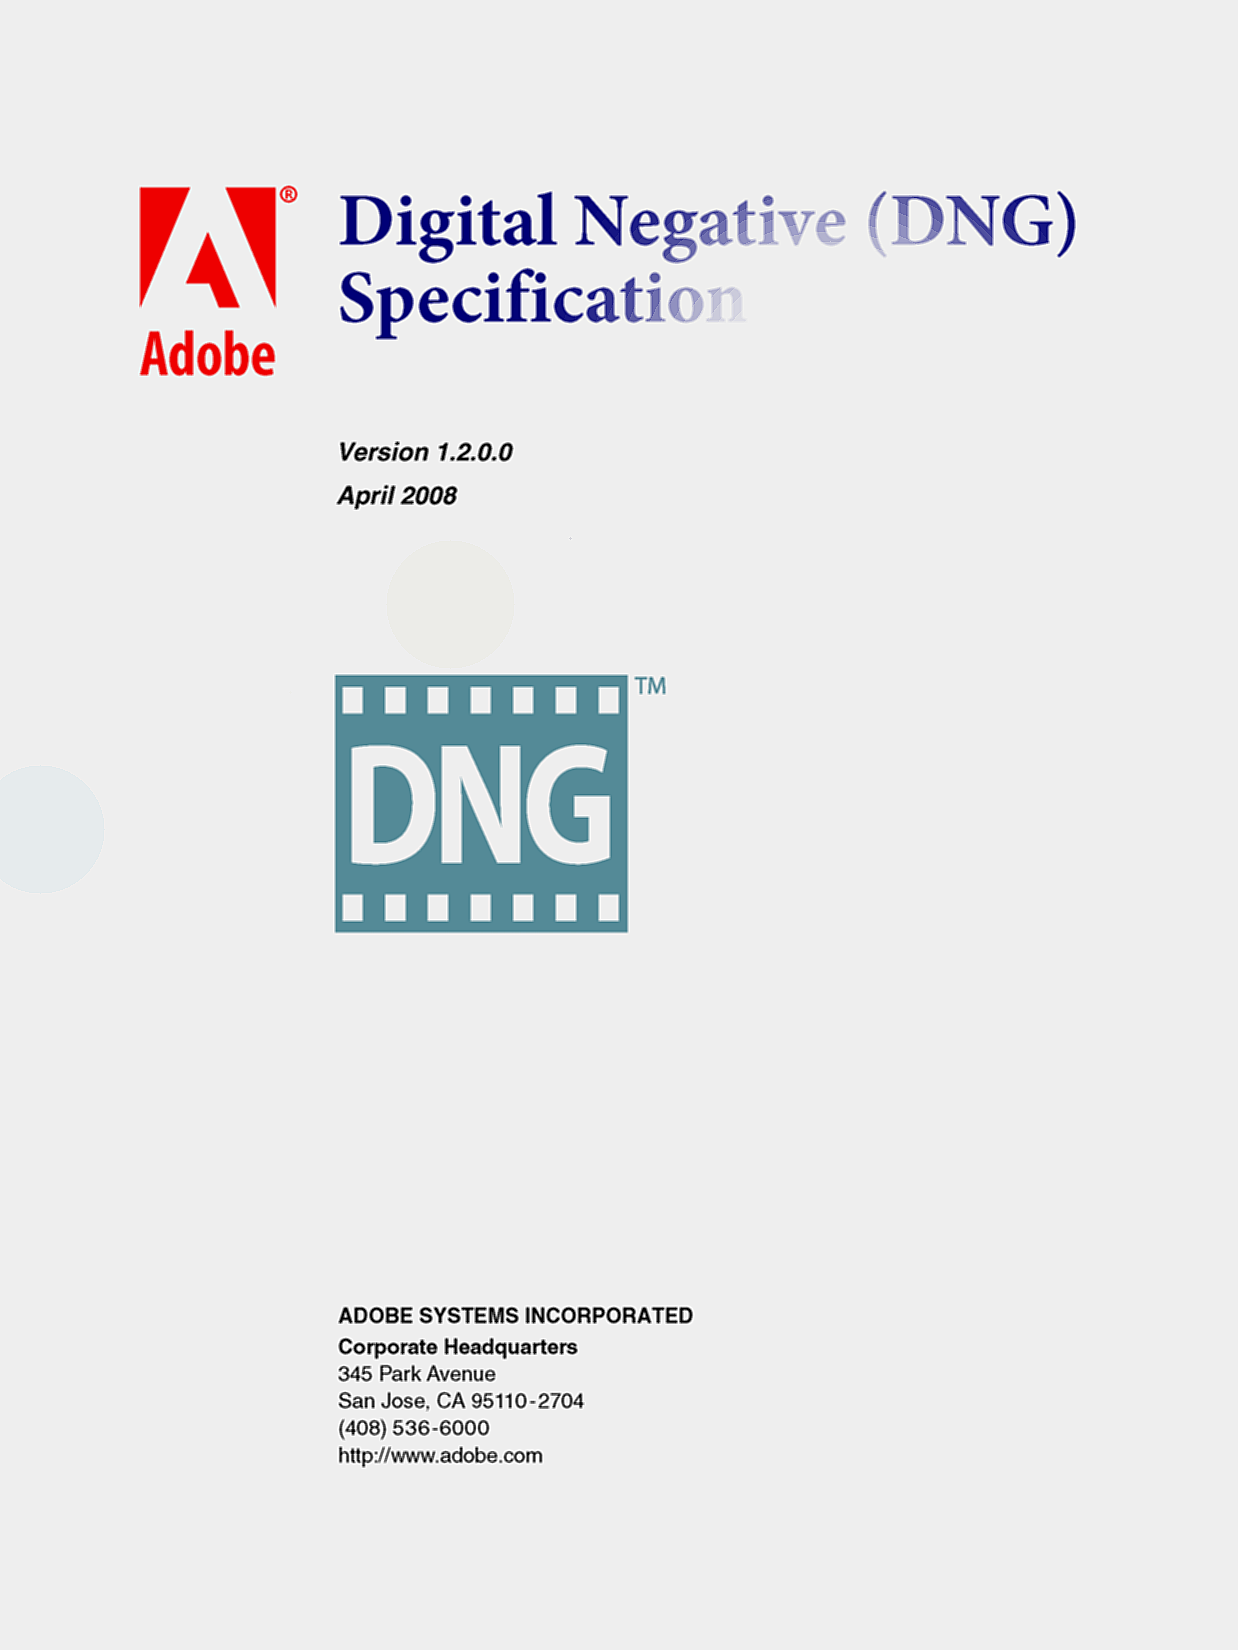 Adobe®
Digital Negative (DNG)
Specification
Version 1.2.0.0
April 2008
DNG™
ADOBE SYSTEMS INCORPORATED
Corporate Headquarters
345 Park Avenue
San Jose, CA 95110-2704
(408) 536-6000
http://www.adobe.com